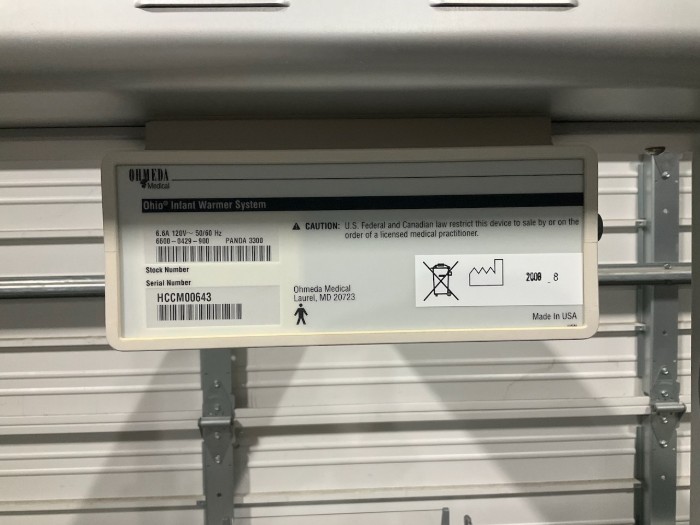 OHMEDA
Medical
Ohio® Infant Warmer System
6.6A 120V~ 50/60 Hz
6600-0429-900 PANDA 3300
Stock Number
Serial Number
HCCM00643
⚠ CAUTION: U.S. Federal and Canadian law restrict this device to sale by or on the
order of a licensed medical practitioner.
Ohmeda Medical
Laurel, MD 20723
2008 _ 8
Made in USA